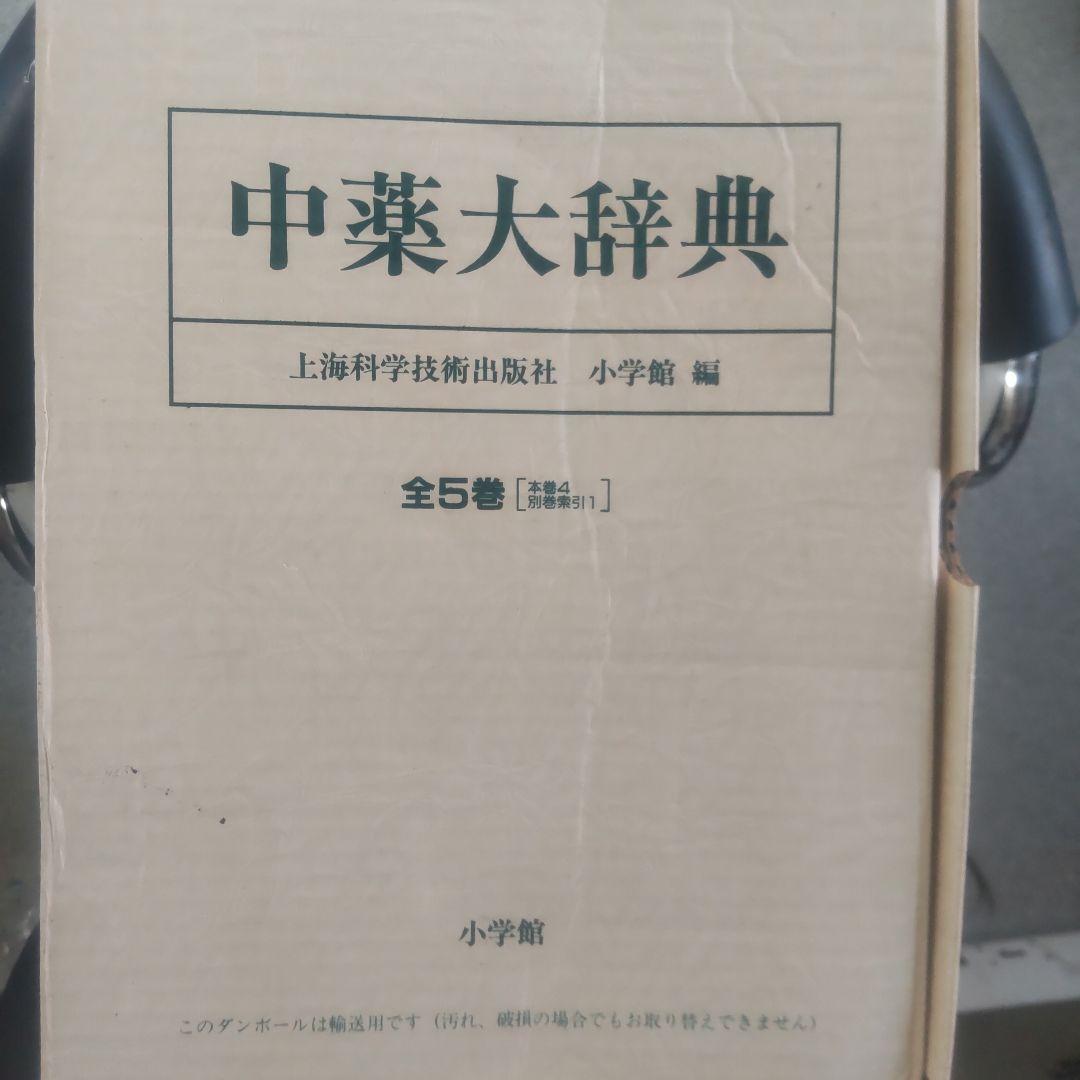 中薬大辞典
上海科学技術出版社　小学館 編
全5巻[本巻4
別巻索引1]
小学館
このダンボールは輸送用です（汚れ、破損の場合でもお取り替えできません）